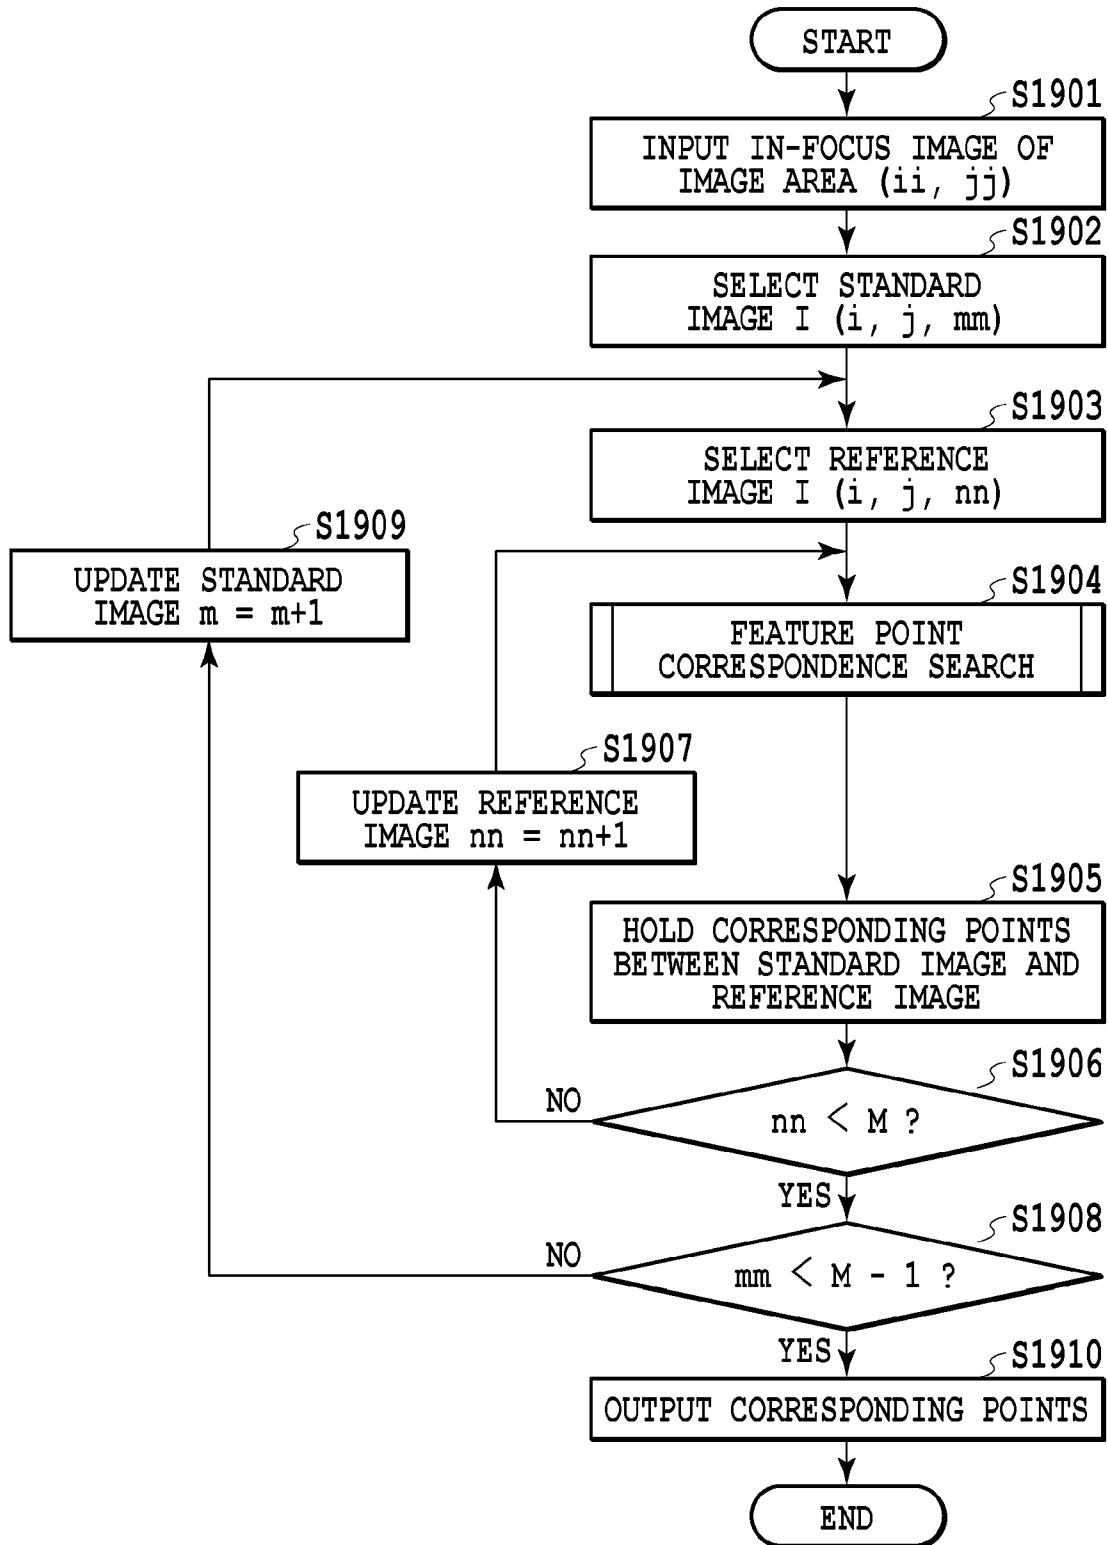 START
S1901
INPUT IN-FOCUS IMAGE OF
IMAGE AREA (ii, jj)
S1902
SELECT STANDARD
IMAGE I (i, j, mm)
S1903
SELECT REFERENCE
IMAGE I (i, j, nn)
S1909
UPDATE STANDARD
IMAGE m = m+1
S1904
FEATURE POINT
CORRESPONDENCE SEARCH
S1907
UPDATE REFERENCE
IMAGE nn = nn+1
S1905
HOLD CORRESPONDING POINTS
BETWEEN STANDARD IMAGE AND
REFERENCE IMAGE
S1906
NO
nn < M ?
YES
S1908
NO
mm < M - 1 ?
YES
S1910
OUTPUT CORRESPONDING POINTS
END